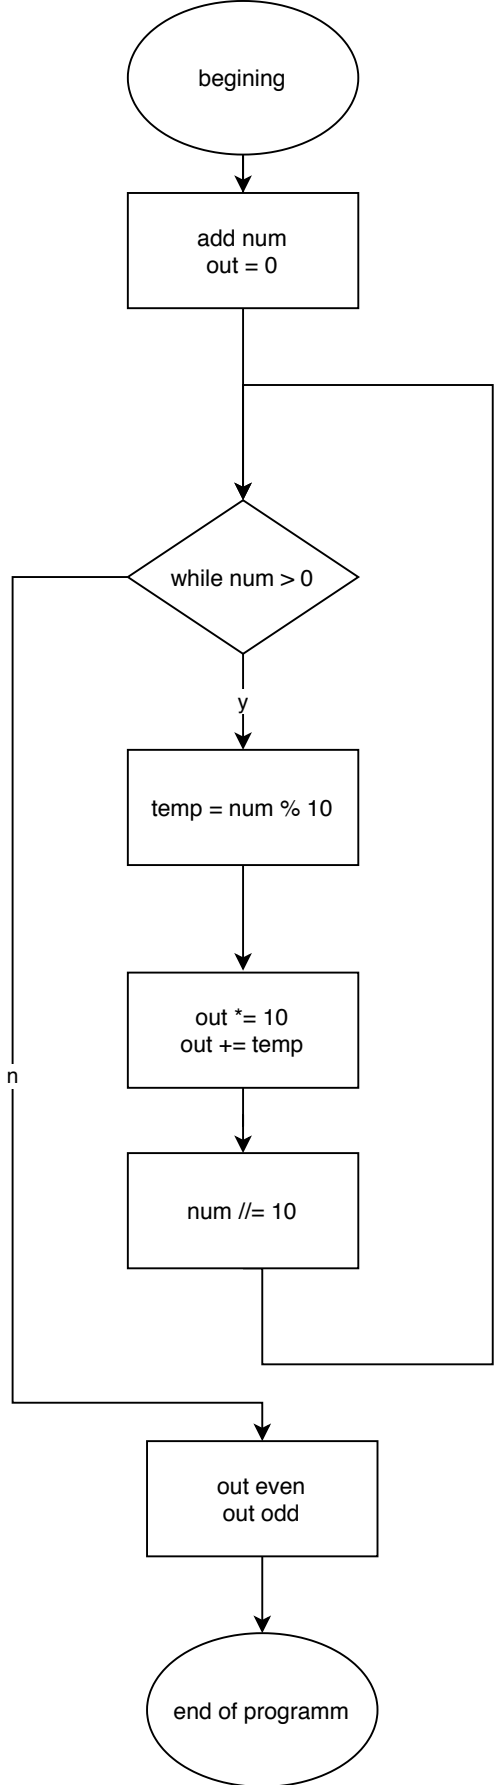 begining
add num
out = 0
while num > 0
y
temp = num % 10
out *= 10
out += temp
n
num //= 10
out even
out odd
end of programm